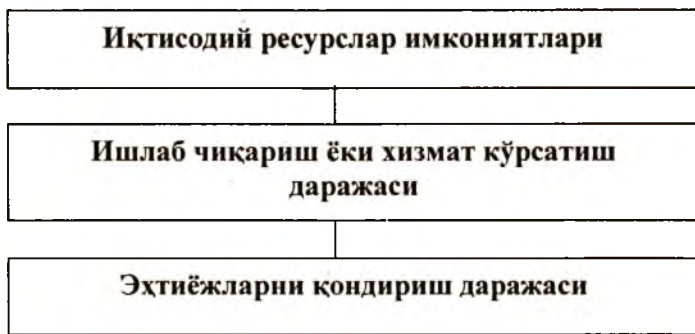 Иқтисодий ресурслар имкониятлари
Ишлаб чиқариш ёки хизмат кўрсатиш
даражаси
Эҳтиёжларни қондириш даражаси